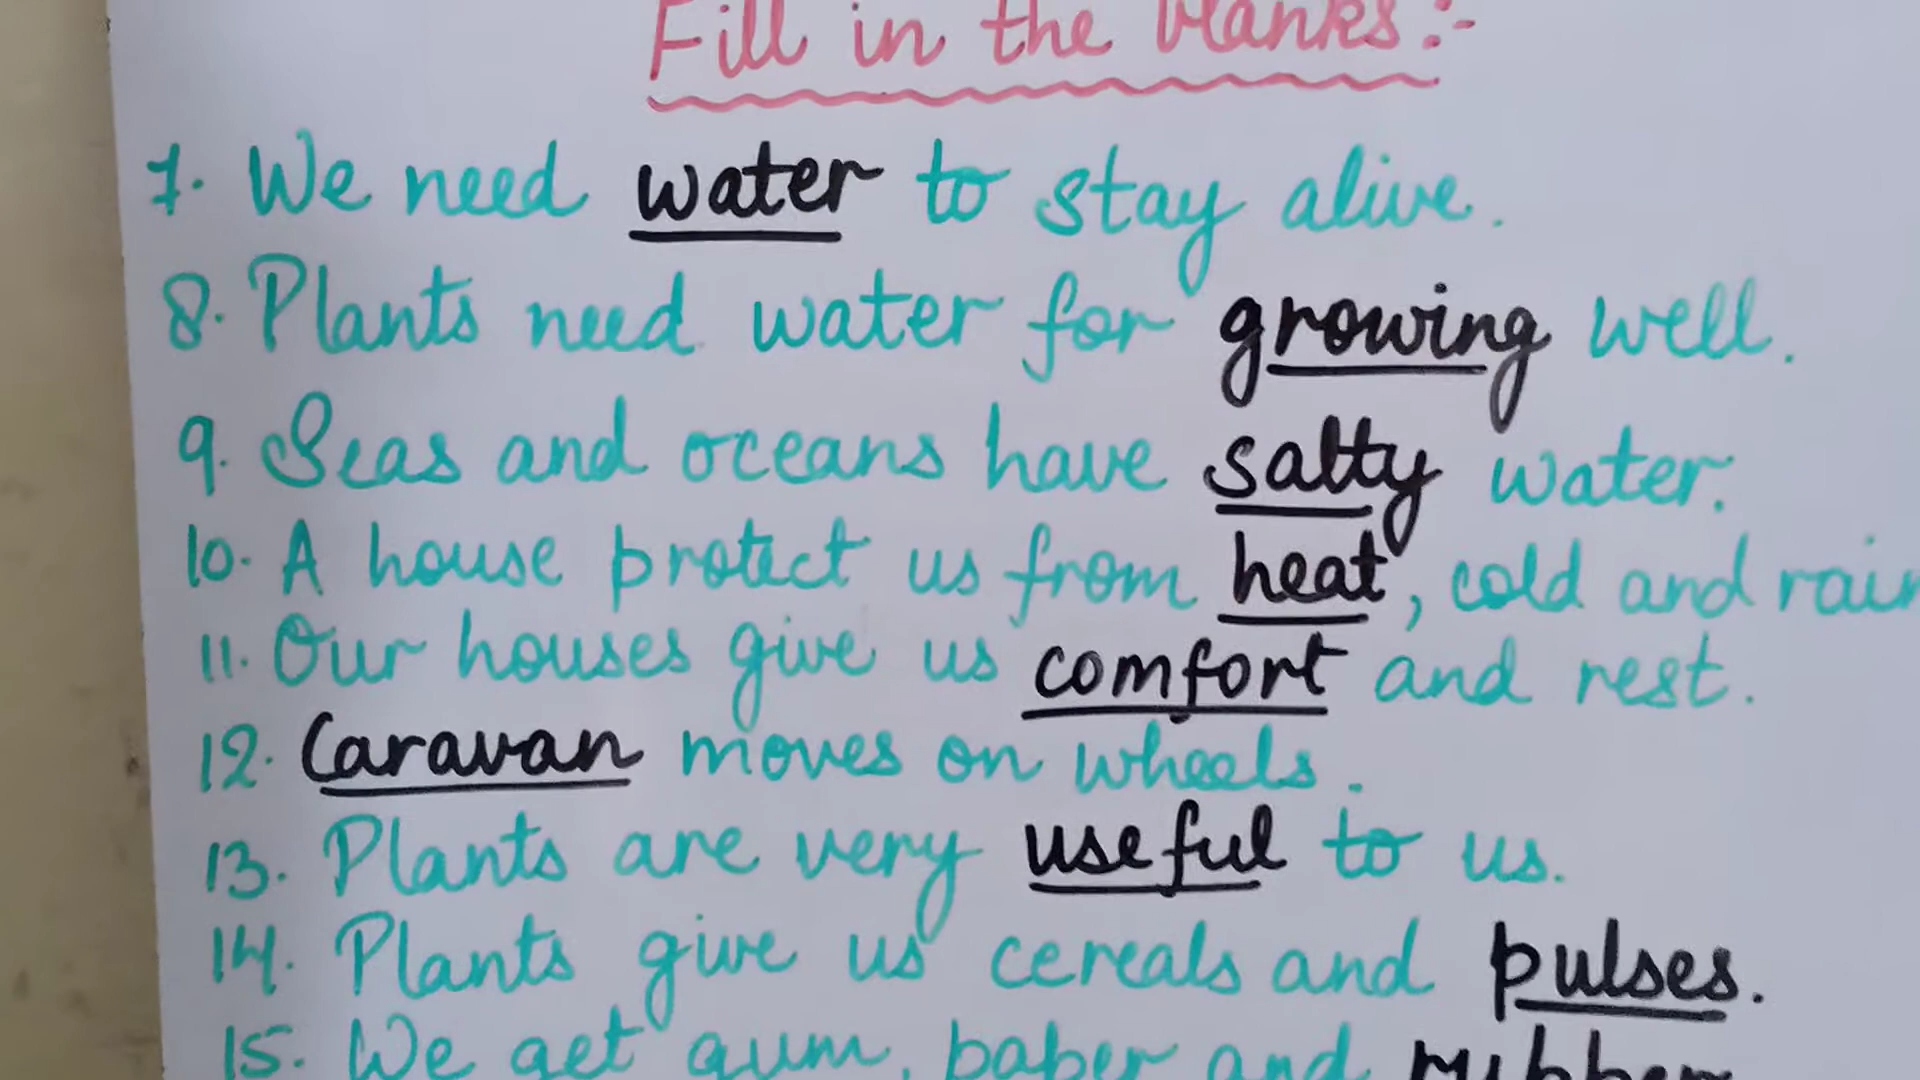 Fill in the blanks:-
7. We need water to stay alive.
8. Plants need water for growing well.
9. Seas and oceans have salty water.
10. A house protect us from heat, cold and rain
11. Our houses give us comfort and rest.
12. Caravan moves on wheels.
13. Plants are very useful to us.
14. Plants give us cereals and pulses.
15. We get gum, paper and rubber